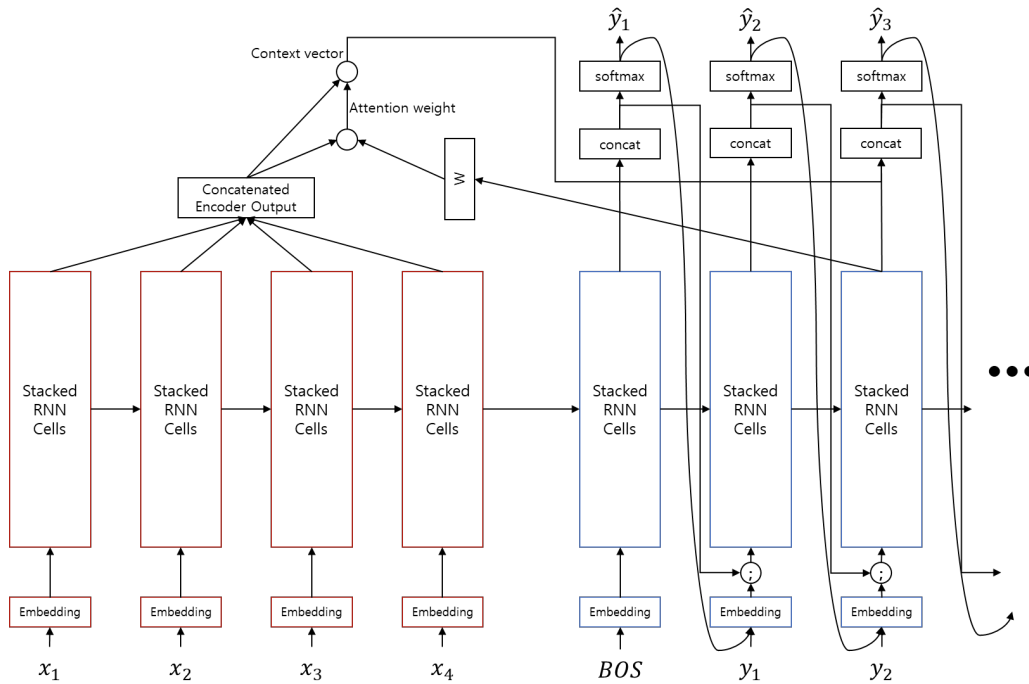 ŷ₁
ŷ₂
ŷ₃
Context vector
softmax
softmax
softmax
Attention weight
concat
concat
concat
W
Concatenated
Encoder Output
Stacked
RNN
Cells
Stacked
RNN
Cells
Stacked
RNN
Cells
Stacked
RNN
Cells
Stacked
RNN
Cells
Stacked
RNN
Cells
Stacked
RNN
Cells
•••
;
;
Embedding
Embedding
Embedding
Embedding
Embedding
Embedding
Embedding
x₁
x₂
x₃
x₄
BOS
y₁
y₂